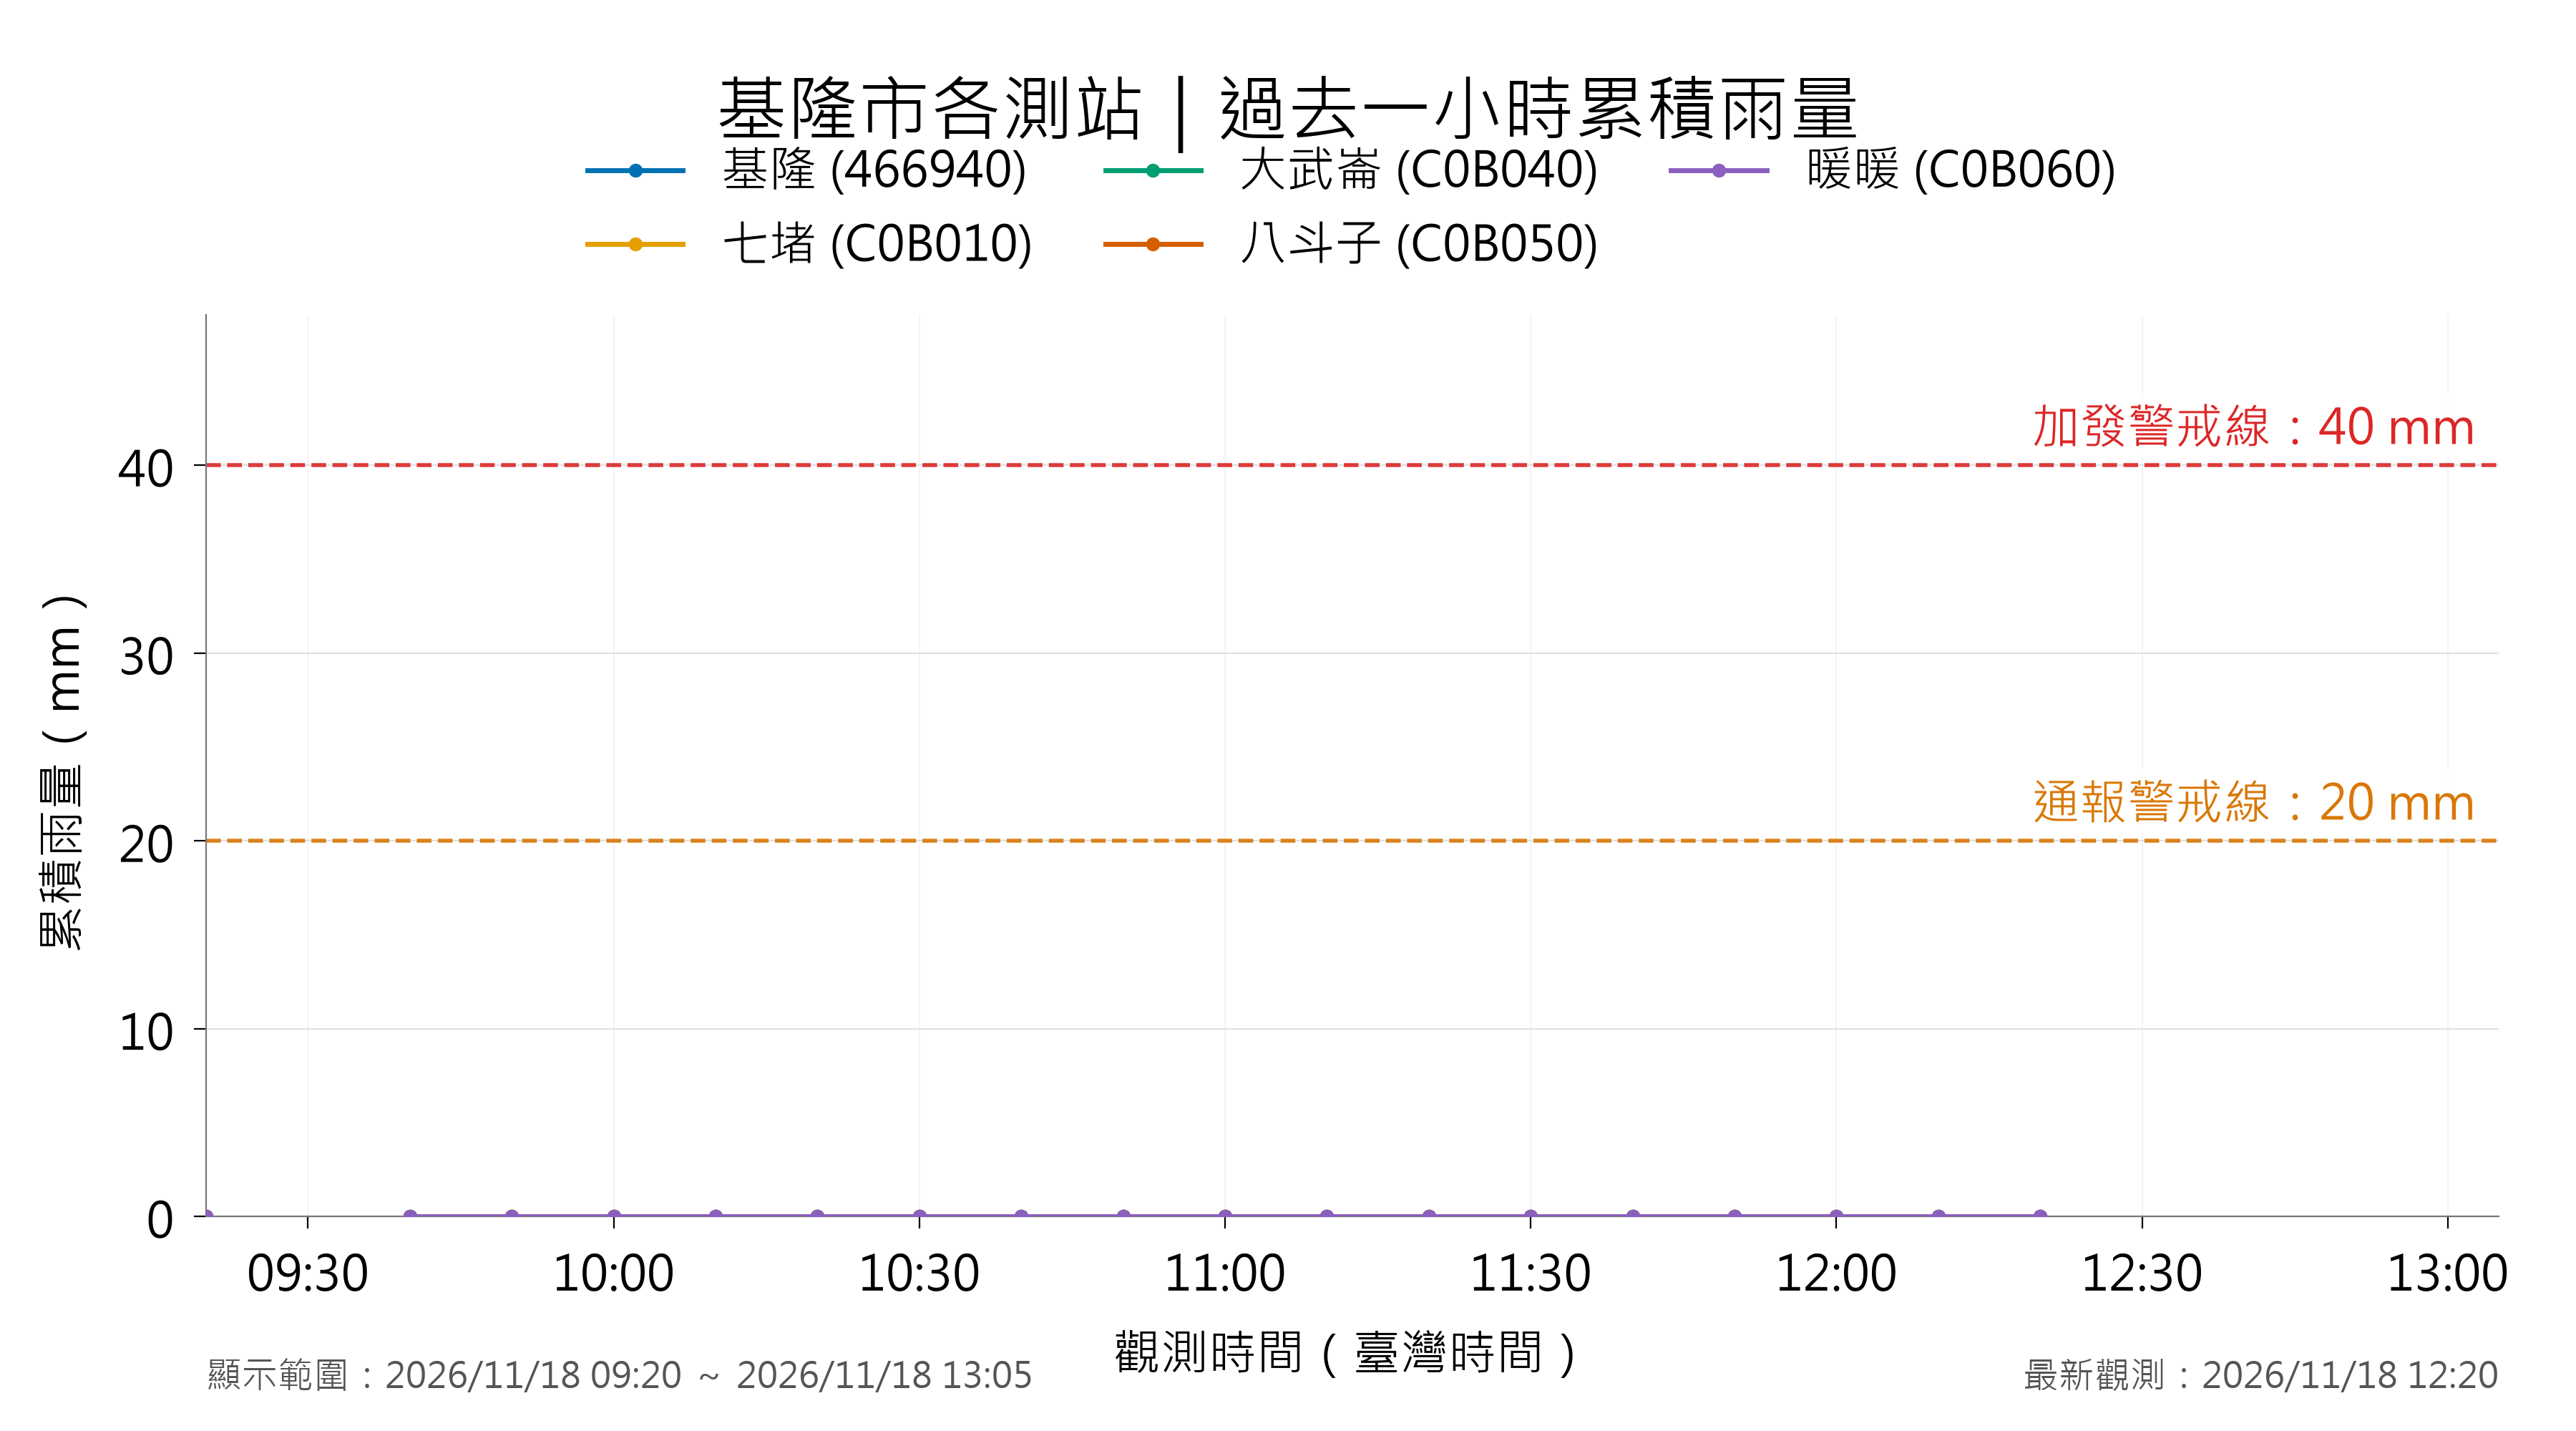 基隆市各測站｜過去一小時累積雨量
基隆 (466940)
大武崙 (C0B040)
暖暖 (C0B060)
七堵 (C0B010)
八斗子 (C0B050)
加發警戒線：40 mm
通報警戒線：20 mm
累積雨量（mm）
40
30
20
10
0
09:30
10:00
10:30
11:00
11:30
12:00
12:30
13:00
觀測時間（臺灣時間）
顯示範圍：2026/11/18 09:20 ~ 2026/11/18 13:05
最新觀測：2026/11/18 12:20